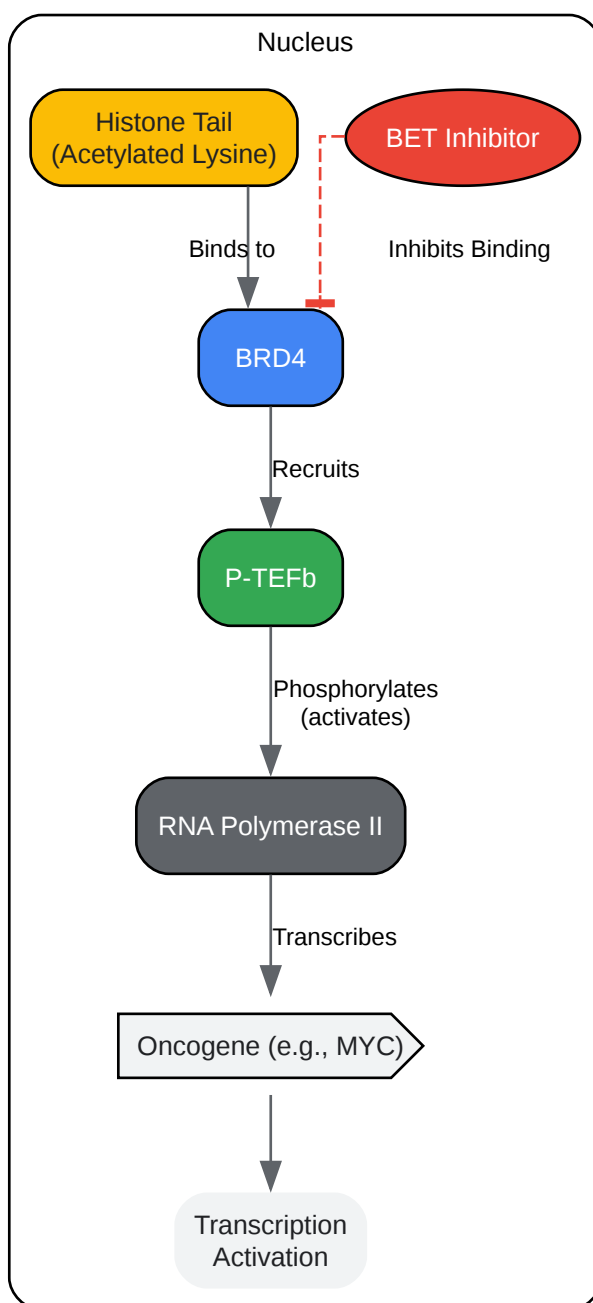 Nucleus
Histone Tail
(Acetylated Lysine)
BET Inhibitor
Binds to
Inhibits Binding
BRD4
Recruits
P-TEFb
Phosphorylates
(activates)
RNA Polymerase II
Transcribes
Oncogene (e.g., MYC)
Transcription
Activation